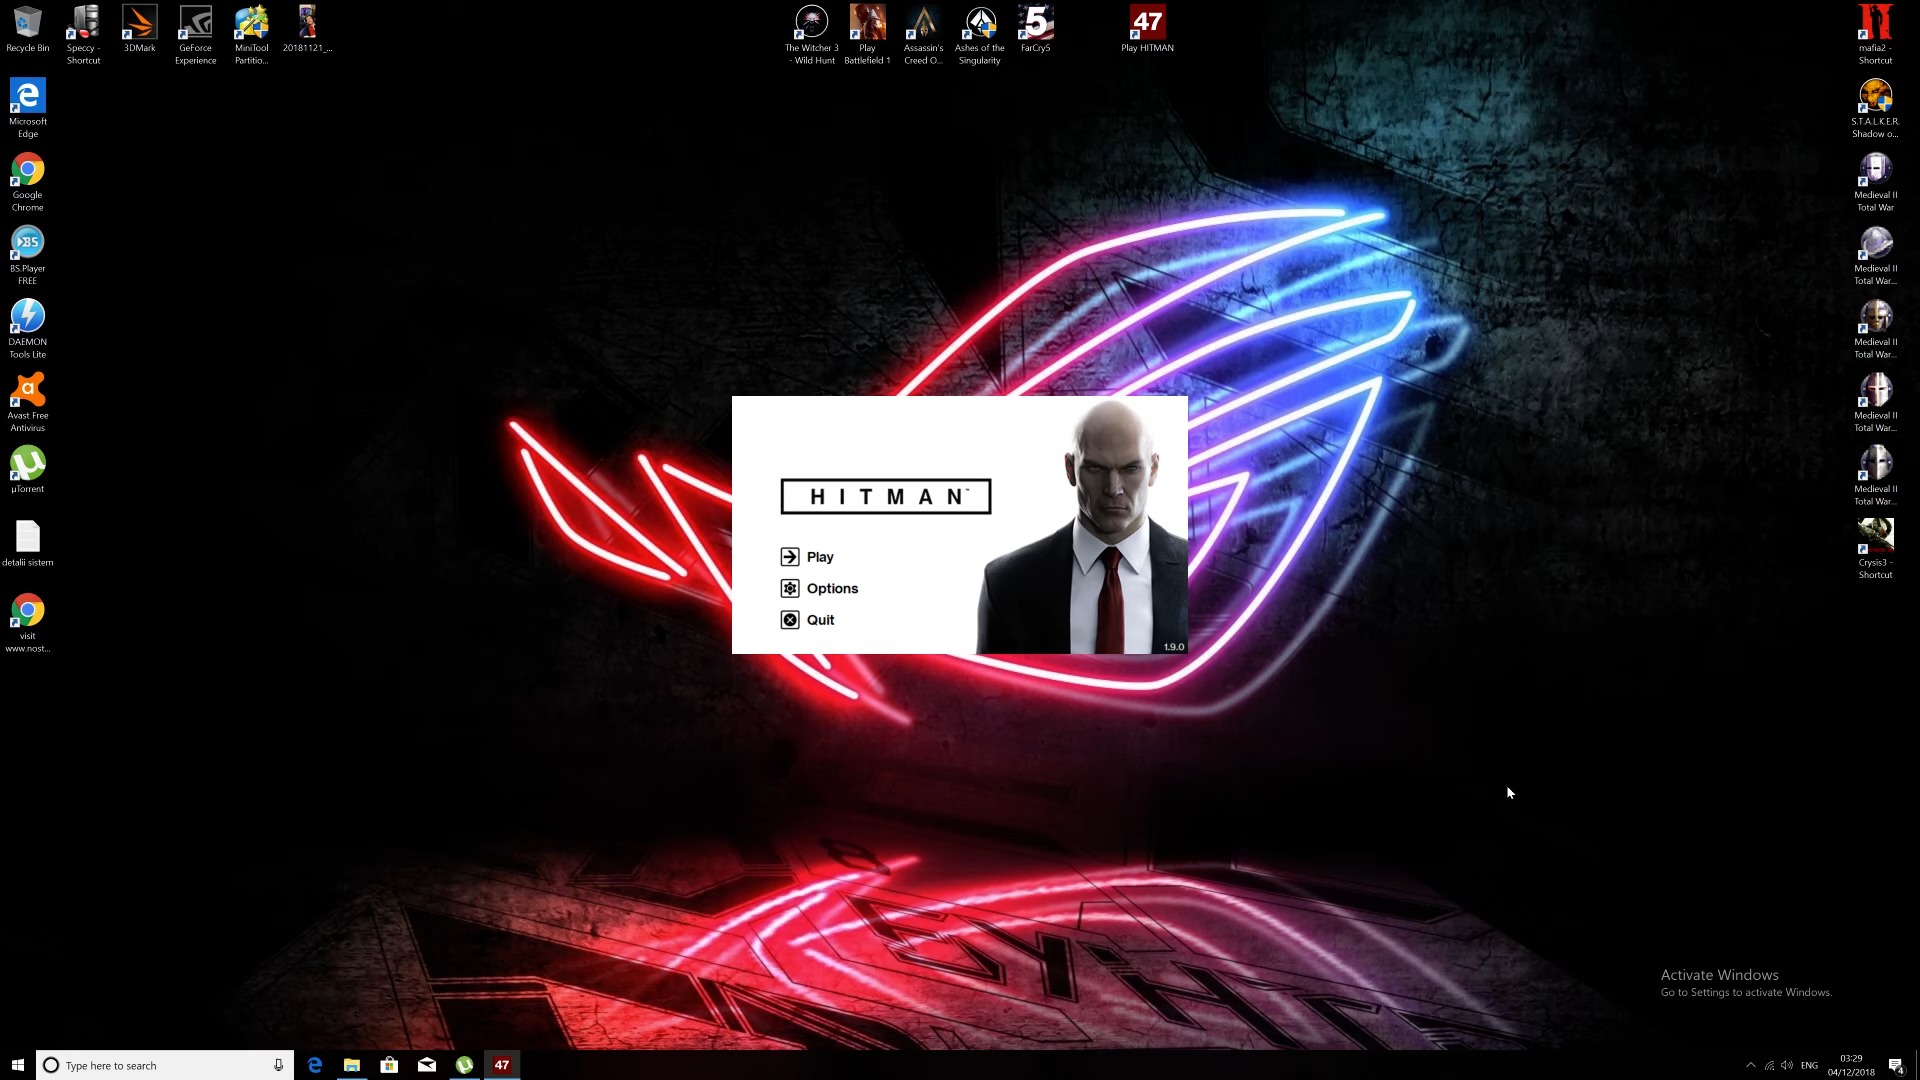 Recycle Bin
Speccy -
Shortcut
3DMark
GeForce
Experience
MiniTool
Partitio...
20181121_...
The Witcher 3
- Wild Hunt
Play
Battlefield 1
Assassin's
Creed O...
Ashes of the
Singularity
5
FarCry5
47
Play HITMAN
mafia2 -
Shortcut
Microsoft
Edge
S.T.A.L.K.E.R.
Shadow o...
Google
Chrome
Medieval II
Total War
BS
BS.Player
FREE
Medieval II
Total War...
DAEMON
Tools Lite
Medieval II
Total War...
Avast Free
Antivirus
Medieval II
Total War...
µTorrent
Medieval II
Total War...
detalii sistem
Crysis3 -
Shortcut
visit
www.nost...
HITMAN™
Play
Options
Quit
1.9.0
Activate Windows
Go to Settings to activate Windows.
Type here to search
47
ENG
03:29
04/12/2018
4